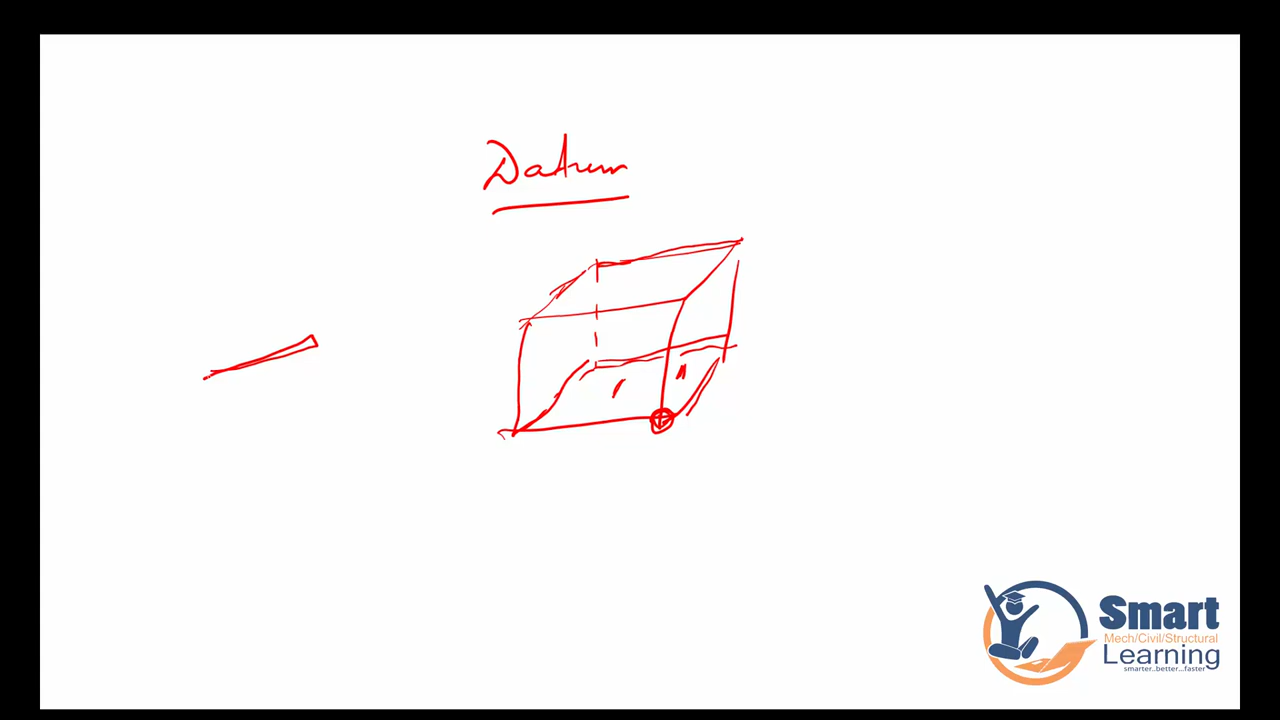 Datum
Smart
Mech/Civil/Structural
Learning
smarter..better...faster